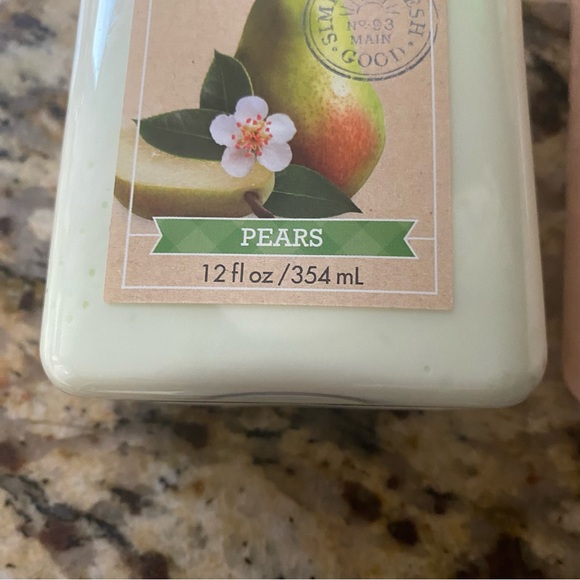 No. 93
MAIN
GOOD
PEARS
12 fl oz / 354 mL